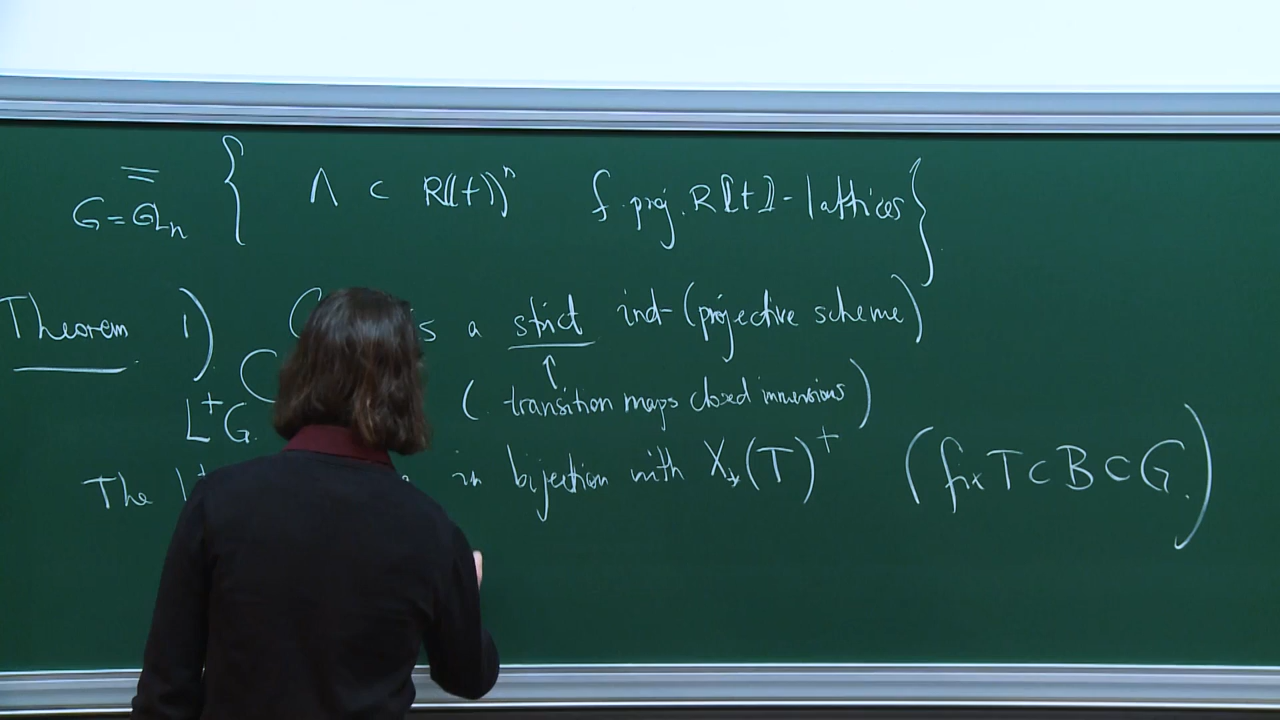 = { Λ ⊂ R((t))ⁿ f. proj. R⟦t⟧-lattices }.
G = GLₙ
Theorem 1) is a strict ind-(projective scheme)
↑
L⁺G. ( transition maps closed immersions )
The in bijection with X₊(T)⁺ (fix T ⊂ B ⊂ G.)